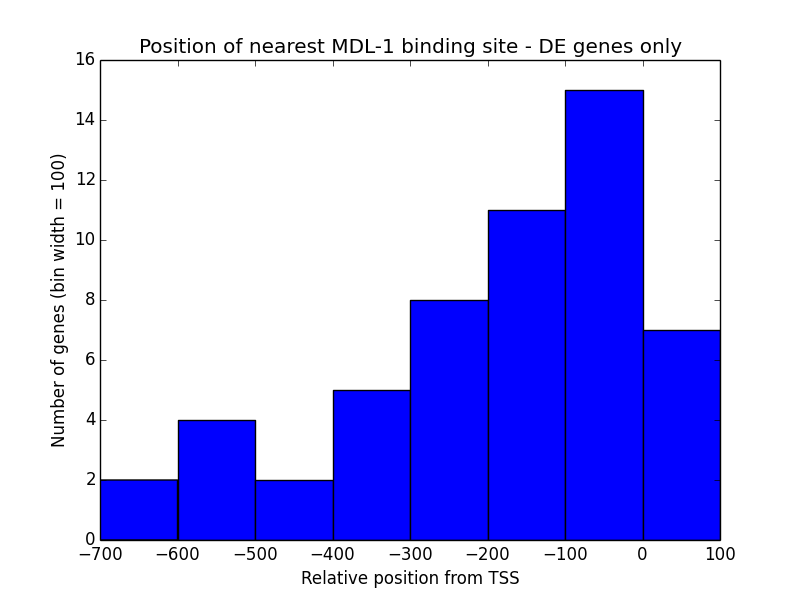 Position of nearest MDL-1 binding site - DE genes only
16
14
12
10
8
6
4
2
0
Number of genes (bin width = 100)
−700 −600 −500 −400 −300 −200 −100 0 100
Relative position from TSS